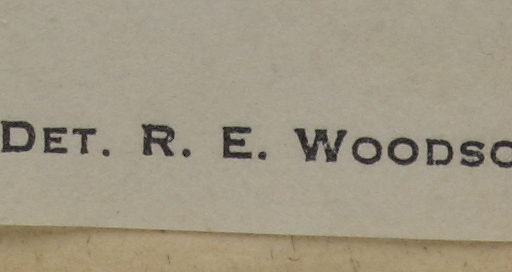 DET. R. E. WOODSO